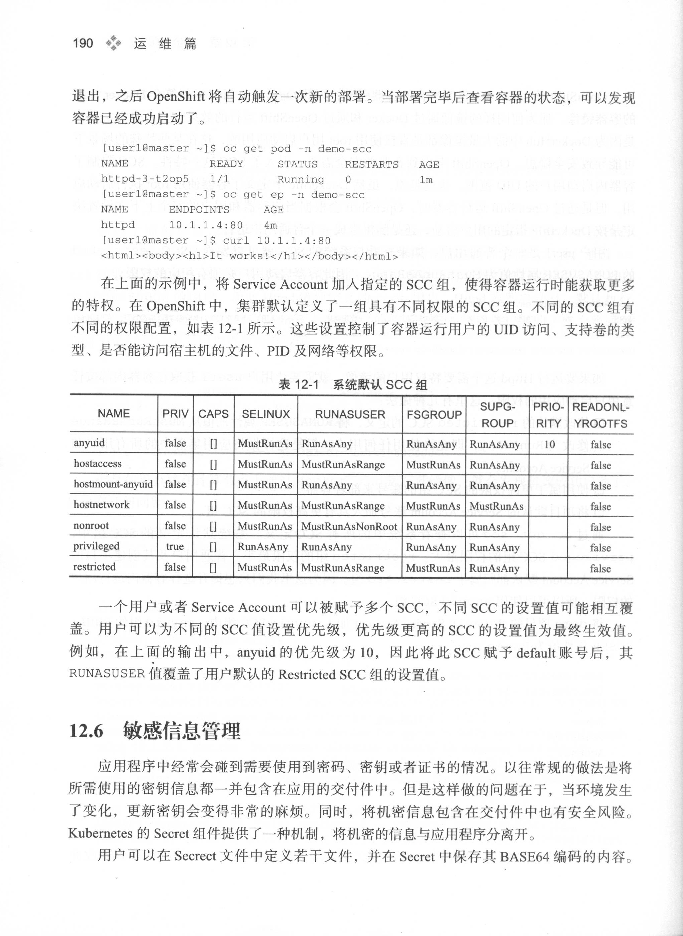 190 运 维 篇
退出，之后 OpenShift 将自动触发一次新的部署。当部署完毕后查看容器的状态，可以发现
容器已经成功启动了。
[user1@master ~]$ oc get pod -n demo-scc
NAME READY STATUS RESTARTS AGE
httpd-3-t2op5 1/1 Running 0 1m
[user1@master ~]$ oc get ep -n demo-scc
NAME ENDPOINTS AGE
httpd 10.1.1.4:80 4m
[user1@master ~]$ curl 10.1.1.4:80
<html><body><h1>It works!</h1></body></html>
在上面的示例中，将 Service Account 加入指定的 SCC 组，使得容器运行时能获取更多
的特权。在 OpenShift 中，集群默认定义了一组具有不同权限的 SCC 组。不同的 SCC 组有
不同的权限配置，如表 12-1 所示。这些设置控制了容器运行用户的 UID 访问、支持卷的类
型、是否能访问宿主机的文件、PID 及网络等权限。
表 12-1 系统默认 SCC 组
NAME PRIV CAPS SELINUX RUNASUSER FSGROUP SUPG-ROUP PRIO-RITY READONL-YROOTFS
anyuid false [] MustRunAs RunAsAny RunAsAny RunAsAny 10 false
hostaccess false [] MustRunAs MustRunAsRange MustRunAs RunAsAny false
hostmount-anyuid false [] MustRunAs RunAsAny RunAsAny RunAsAny false
hostnetwork false [] MustRunAs MustRunAsRange MustRunAs MustRunAs false
nonroot false [] MustRunAs MustRunAsNonRoot RunAsAny RunAsAny false
privileged true [] RunAsAny RunAsAny RunAsAny RunAsAny false
restricted false [] MustRunAs MustRunAsRange MustRunAs RunAsAny false
一个用户或者 Service Account 可以被赋予多个 SCC，不同 SCC 的设置值可能相互覆
盖。用户可以为不同的 SCC 值设置优先级，优先级更高的 SCC 的设置值为最终生效值。
例如，在上面的输出中，anyuid 的优先级为 10，因此将此 SCC 赋予 default 账号后，其
RUNASUSER 值覆盖了用户默认的 Restricted SCC 组的设置值。
12.6 敏感信息管理
应用程序中经常会碰到需要使用到密码、密钥或者证书的情况。以往常规的做法是将
所需使用的密钥信息都一并包含在应用的交付件中。但是这样做的问题在于，当环境发生
了变化，更新密钥会变得非常的麻烦。同时，将机密信息包含在交付件中也有安全风险。
Kubernetes 的 Secret 组件提供了一种机制，将机密的信息与应用程序分离开。
用户可以在 Secrect 文件中定义若干文件，并在 Secret 中保存其 BASE64 编码的内容。